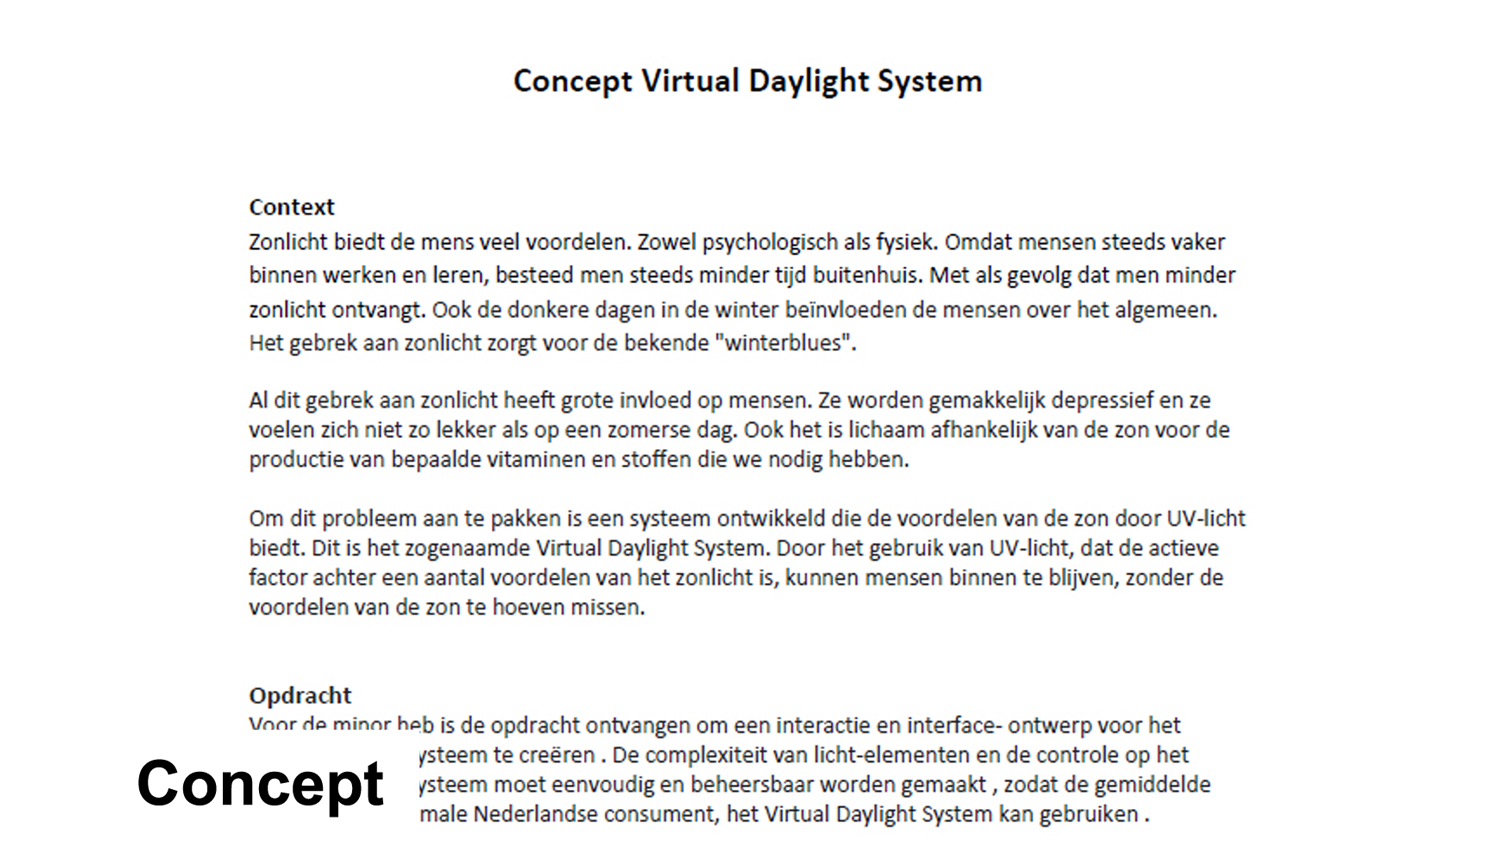 Concept Virtual Daylight System
Context
Zonlicht biedt de mens veel voordelen. Zowel psychologisch als fysiek. Omdat mensen steeds vaker
binnen werken en leren, besteed men steeds minder tijd buitenhuis. Met als gevolg dat men minder
zonlicht ontvangt. Ook de donkere dagen in de winter beïnvloeden de mensen over het algemeen.
Het gebrek aan zonlicht zorgt voor de bekende "winterblues".
Al dit gebrek aan zonlicht heeft grote invloed op mensen. Ze worden gemakkelijk depressief en ze
voelen zich niet zo lekker als op een zomerse dag. Ook het is lichaam afhankelijk van de zon voor de
productie van bepaalde vitaminen en stoffen die we nodig hebben.
Om dit probleem aan te pakken is een systeem ontwikkeld die de voordelen van de zon door UV-licht
biedt. Dit is het zogenaamde Virtual Daylight System. Door het gebruik van UV-licht, dat de actieve
factor achter een aantal voordelen van het zonlicht is, kunnen mensen binnen te blijven, zonder de
voordelen van de zon te hoeven missen.
Opdracht
Voor de minor heb is de opdracht ontvangen om een interactie en interface- ontwerp voor het
ysteem te creëren . De complexiteit van licht-elementen en de controle op het
ysteem moet eenvoudig en beheersbaar worden gemaakt , zodat de gemiddelde
male Nederlandse consument, het Virtual Daylight System kan gebruiken .
Concept